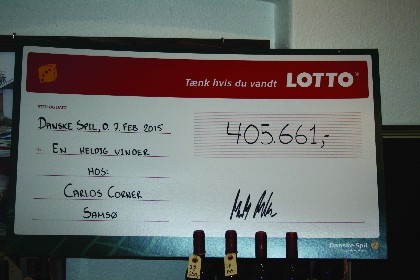 Tænk hvis du vandt LOTTO
DANSKE SPIL, D. 7. FEB 2015
405.661,-
EN HELDIG VINDER
HOS:
CARLOS CORNER
SAMSØ
Danske Spil